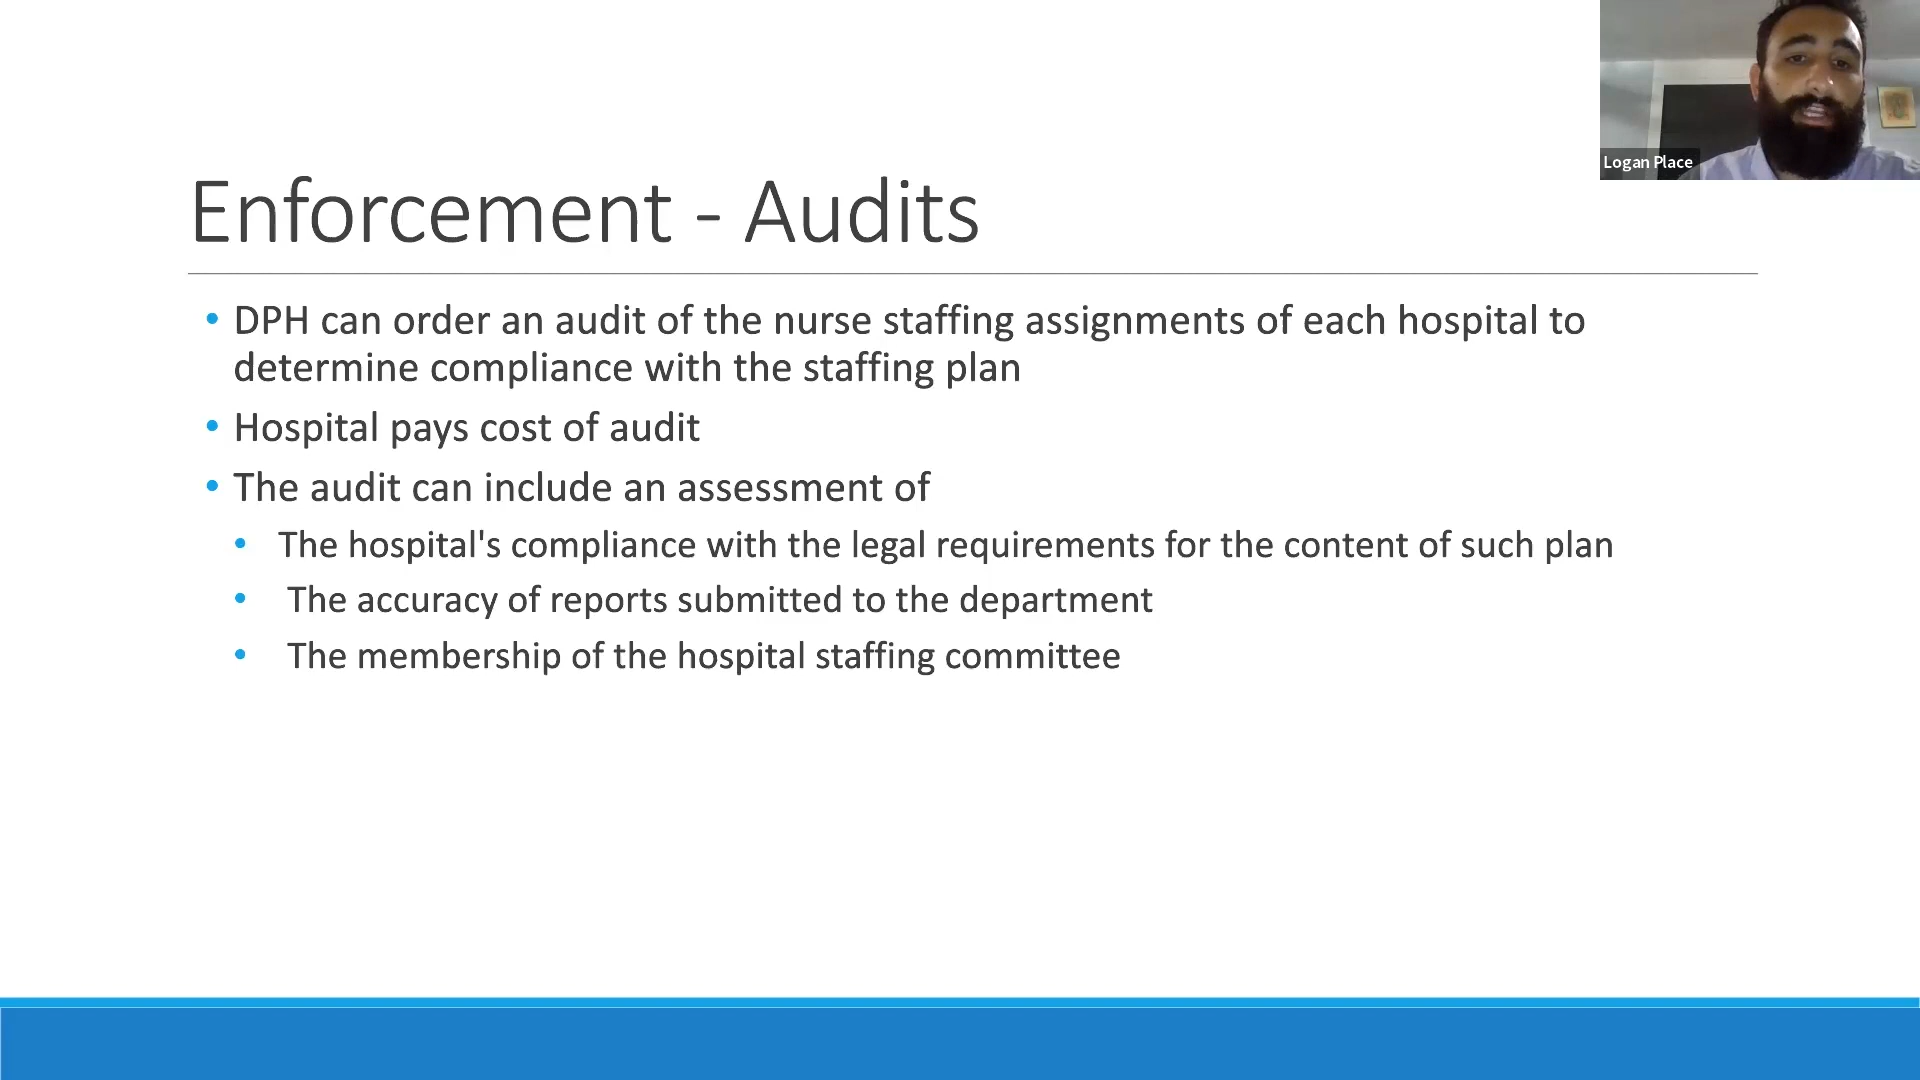 Logan Place
Enforcement - Audits
• DPH can order an audit of the nurse staffing assignments of each hospital to
determine compliance with the staffing plan
• Hospital pays cost of audit
• The audit can include an assessment of
• The hospital's compliance with the legal requirements for the content of such plan
• The accuracy of reports submitted to the department
• The membership of the hospital staffing committee